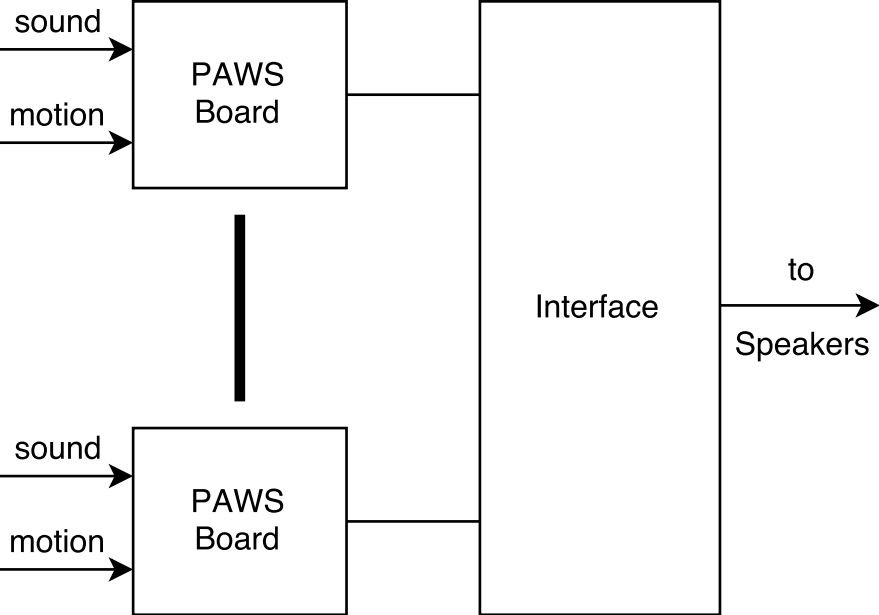 sound
motion
PAWS
Board
Interface
to
Speakers
sound
motion
PAWS
Board